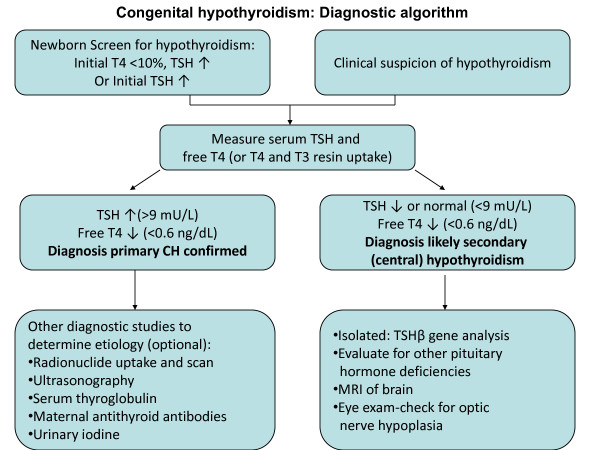 Congenital hypothyroidism: Diagnostic algorithm
Newborn Screen for hypothyroidism:
Initial T4 <10%, TSH ↑
Or Initial TSH ↑
Clinical suspicion of hypothyroidism
Measure serum TSH and
free T4 (or T4 and T3 resin uptake)
TSH ↑(>9 mU/L)
Free T4 ↓ (<0.6 ng/dL)
Diagnosis primary CH confirmed
TSH ↓ or normal (<9 mU/L)
Free T4 ↓ (<0.6 ng/dL)
Diagnosis likely secondary
(central) hypothyroidism
Other diagnostic studies to
determine etiology (optional):
•Radionuclide uptake and scan
•Ultrasonography
•Serum thyroglobulin
•Maternal antithyroid antibodies
•Urinary iodine
•Isolated: TSHβ gene analysis
•Evaluate for other pituitary
hormone deficiencies
•MRI of brain
•Eye exam-check for optic
nerve hypoplasia